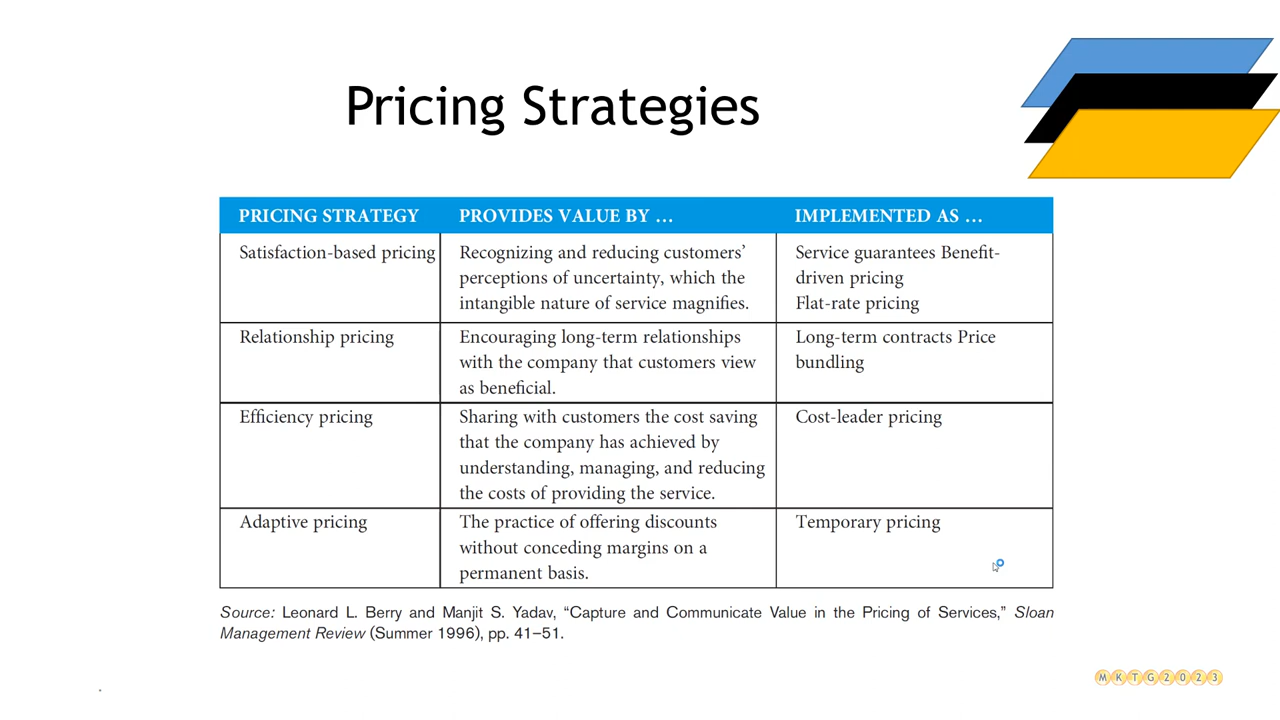 Pricing Strategies
PRICING STRATEGY PROVIDES VALUE BY … IMPLEMENTED AS …
Satisfaction-based pricing
Recognizing and reducing customers’
perceptions of uncertainty, which the
intangible nature of service magnifies.
Service guarantees Benefit-
driven pricing
Flat-rate pricing
Relationship pricing
Encouraging long-term relationships
with the company that customers view
as beneficial.
Long-term contracts Price
bundling
Efficiency pricing
Sharing with customers the cost saving
that the company has achieved by
understanding, managing, and reducing
the costs of providing the service.
Cost-leader pricing
Adaptive pricing
The practice of offering discounts
without conceding margins on a
permanent basis.
Temporary pricing
Source: Leonard L. Berry and Manjit S. Yadav, “Capture and Communicate Value in the Pricing of Services,” Sloan
Management Review (Summer 1996), pp. 41–51.
MKTG2023
.